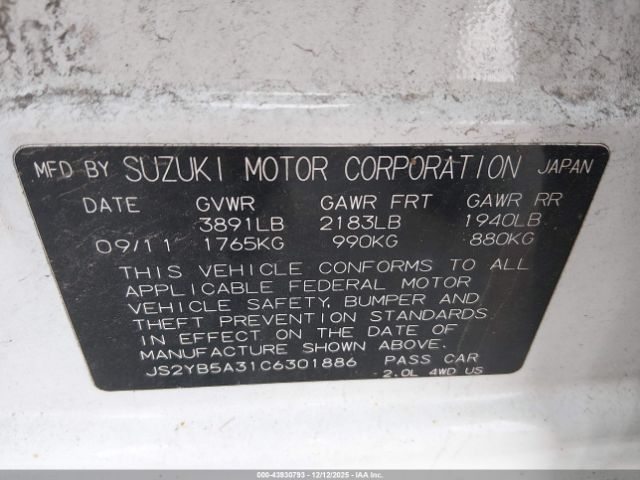 MFD BY SUZUKI MOTOR CORPORATION JAPAN
DATE GVWR GAWR FRT GAWR RR
3891LB 2183LB 1940LB
09/11 1765KG 990KG 880KG
THIS VEHICLE CONFORMS TO ALL
APPLICABLE FEDERAL MOTOR
VEHICLE SAFETY, BUMPER AND
THEFT PREVENTION STANDARDS
IN EFFECT ON THE DATE OF
MANUFACTURE SHOWN ABOVE.
JS2YB5A31C6301886 PASS CAR
2.0L 4WD US
000-43930793 - 12/12/2025 - COPYRIGHT IAA, LLC